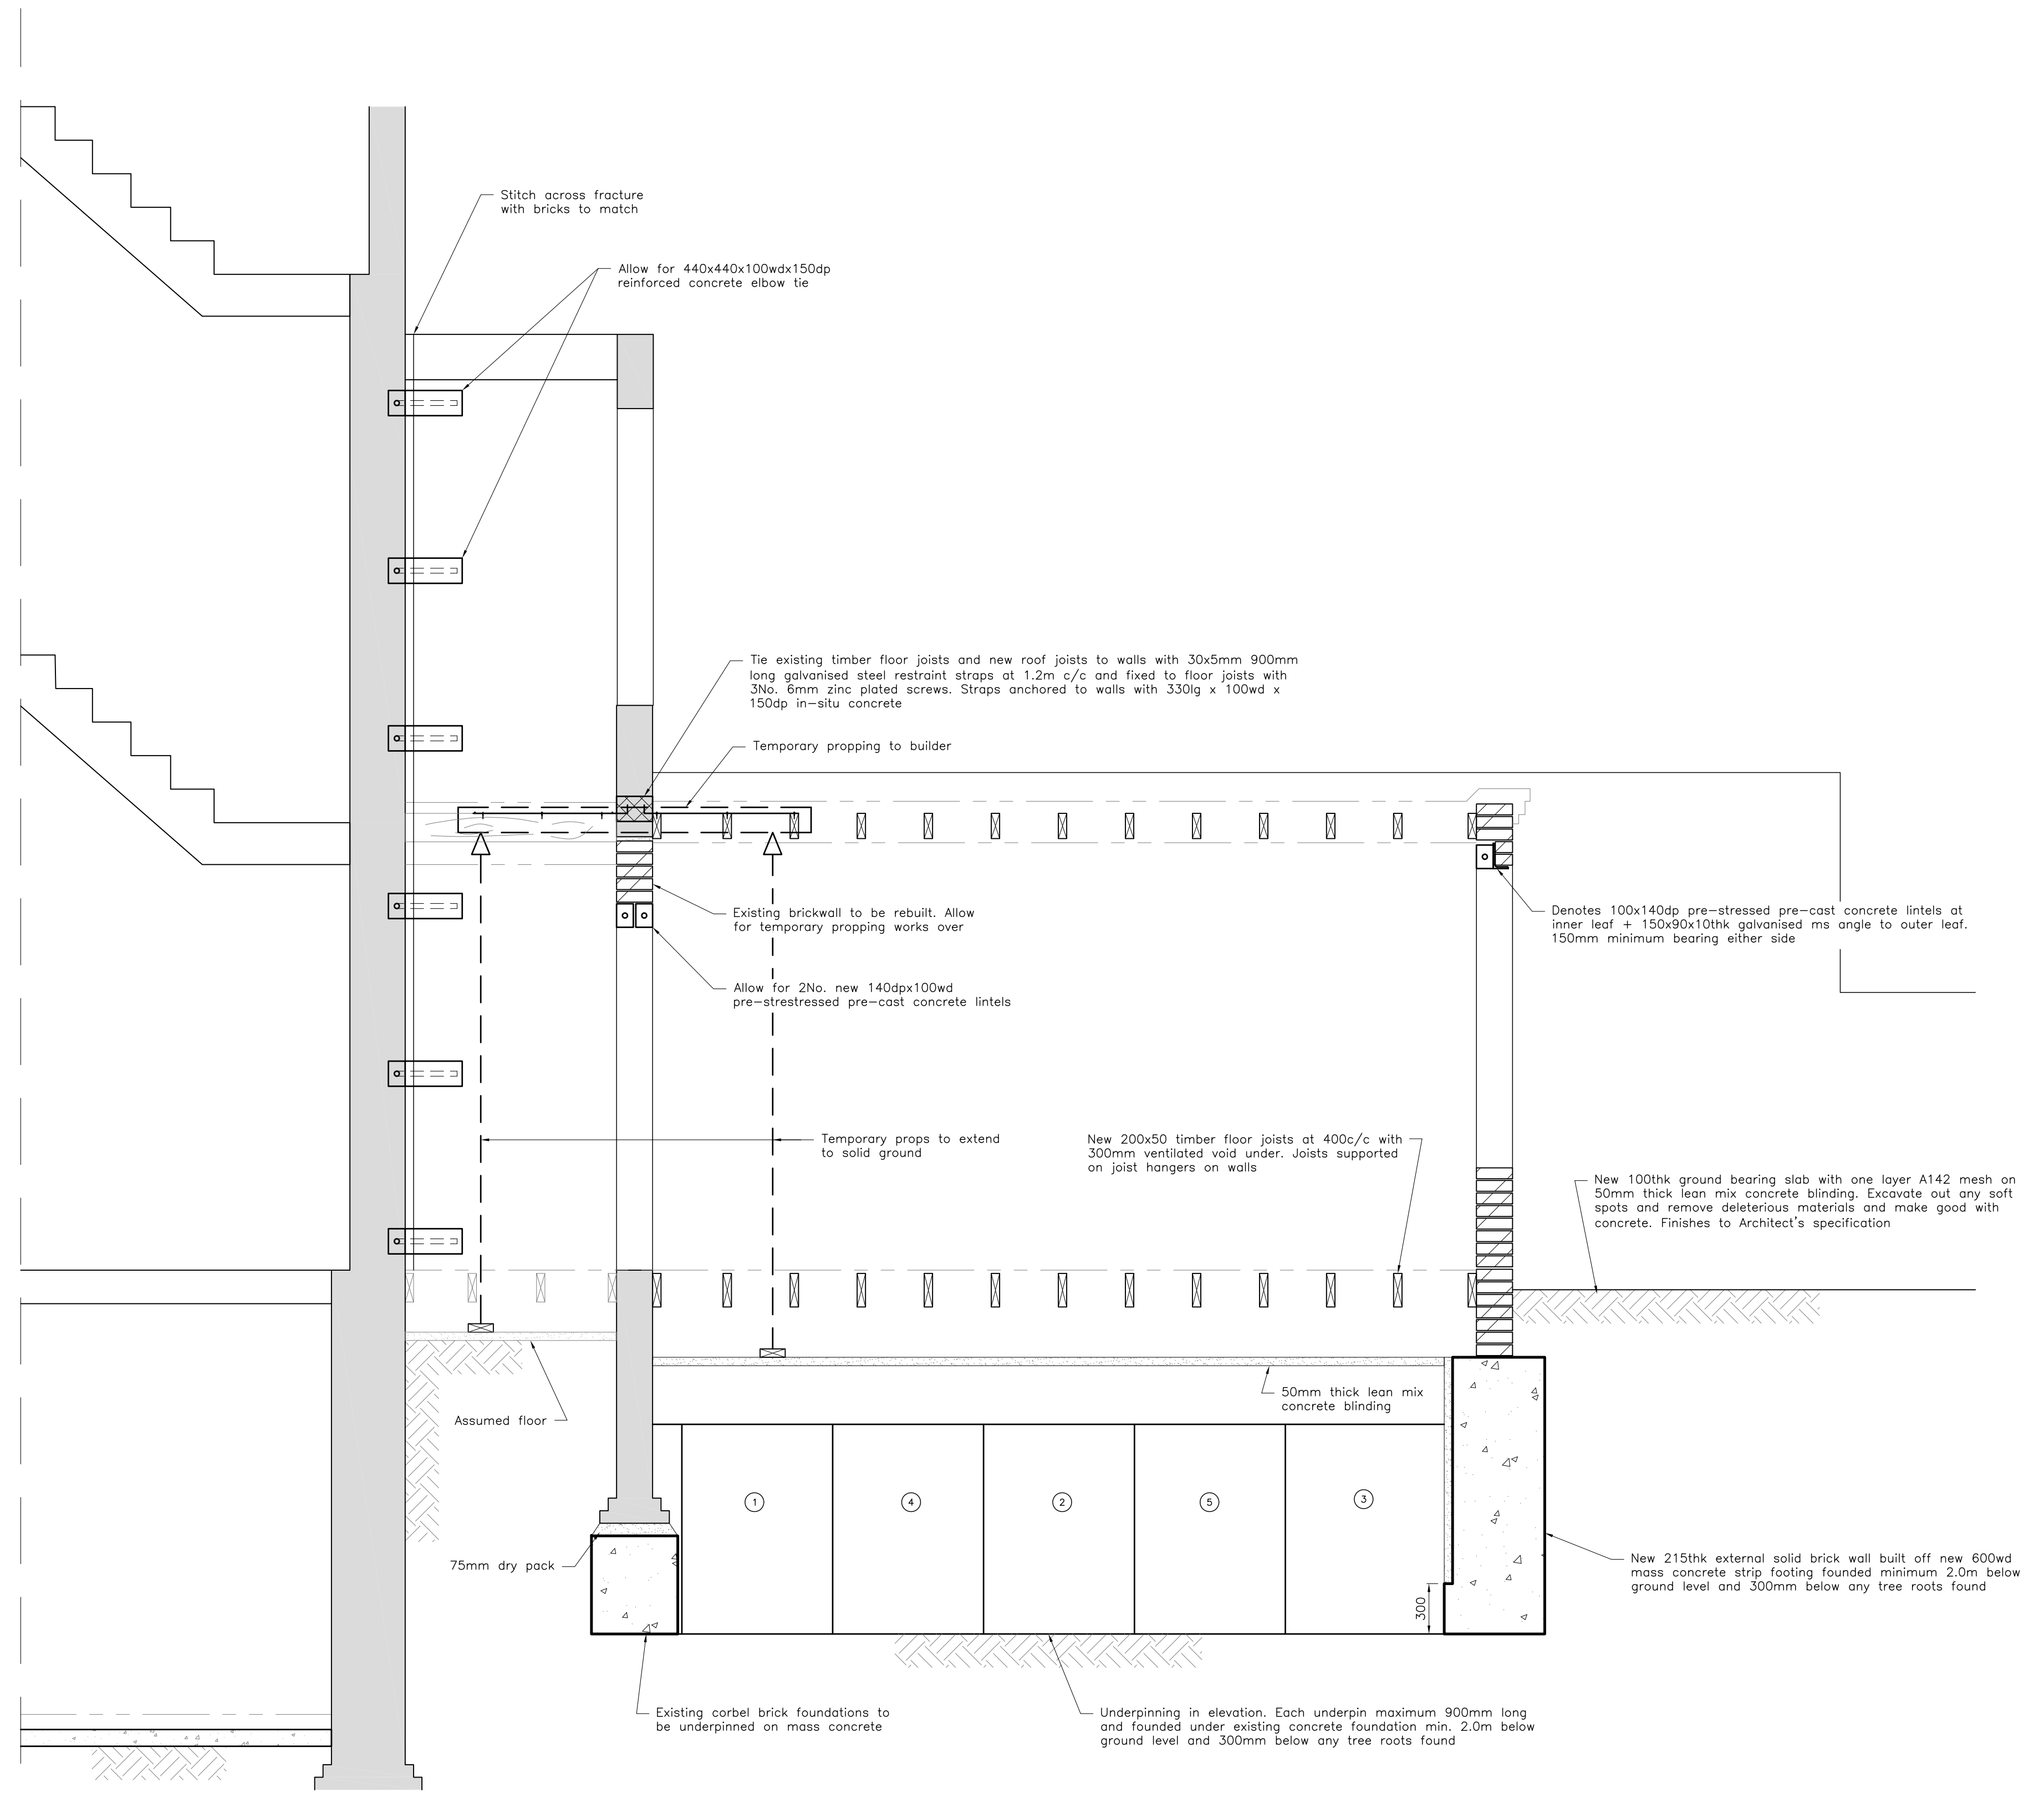 Stitch across fracture
with bricks to match
Allow for 440x440x100wdx150dp
reinforced concrete elbow tie
Tie existing timber floor joists and new roof joists to walls with 30x5mm 900mm
long galvanised steel restraint straps at 1.2m c/c and fixed to floor joists with
3No. 6mm zinc plated screws. Straps anchored to walls with 330lg x 100wd x
150dp in-situ concrete
Temporary propping to builder
Existing brickwall to be rebuilt. Allow
for temporary propping works over
Denotes 100x140dp pre-stressed pre-cast concrete lintels at
inner leaf + 150x90x10thk galvanised ms angle to outer leaf.
150mm minimum bearing either side
Allow for 2No. new 140dpx100wd
pre-strestressed pre-cast concrete lintels
Temporary props to extend
to solid ground
New 200x50 timber floor joists at 400c/c with
300mm ventilated void under. Joists supported
on joist hangers on walls
New 100thk ground bearing slab with one layer A142 mesh on
50mm thick lean mix concrete blinding. Excavate out any soft
spots and remove deleterious materials and make good with
concrete. Finishes to Architect's specification
50mm thick lean mix
concrete blinding
Assumed floor
1
4
2
5
3
75mm dry pack
300
New 215thk external solid brick wall built off new 600wd
mass concrete strip footing founded minimum 2.0m below
ground level and 300mm below any tree roots found
Existing corbel brick foundations to
be underpinned on mass concrete
Underpinning in elevation. Each underpin maximum 900mm long
and founded under existing concrete foundation min. 2.0m below
ground level and 300mm below any tree roots found